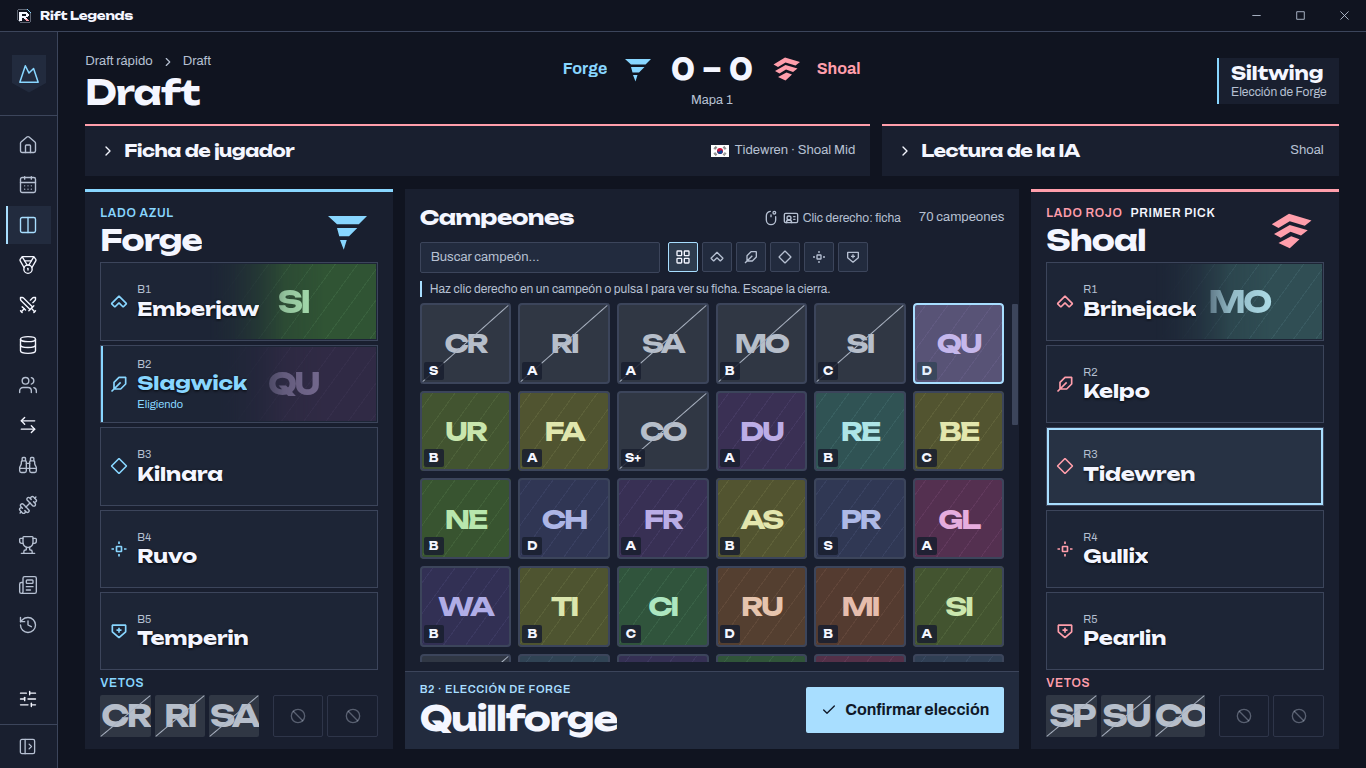 Rift Legends
Draft rápido > Draft
Draft
Forge 0 – 0 Shoal
Mapa 1
Siltwing
Elección de Forge
Ficha de jugador
Tidewren · Shoal Mid
Lectura de la IA
Shoal
LADO AZUL
Forge
B1
Emberjaw
SI
B2
Slagwick
Eligiendo
QU
B3
Kilnara
B4
Ruvo
B5
Temperin
VETOS
CR RI SA
Campeones
Clic derecho: ficha
70 campeones
Buscar campeón...
Haz clic derecho en un campeón o pulsa I para ver su ficha. Escape la cierra.
CR RI SA MO SI QU
S A A B C D
UR FA CO DU RE BE
B A S+ A B C
NE CH FR AS PR GL
B D A B S A
WA TI CI RU MI SI
B B C D B A
B2 · ELECCIÓN DE FORGE
Quillforge
Confirmar elección
LADO ROJO PRIMER PICK
Shoal
R1
Brinejack
MO
R2
Kelpo
R3
Tidewren
R4
Gullix
R5
Pearlin
VETOS
SP SU CO